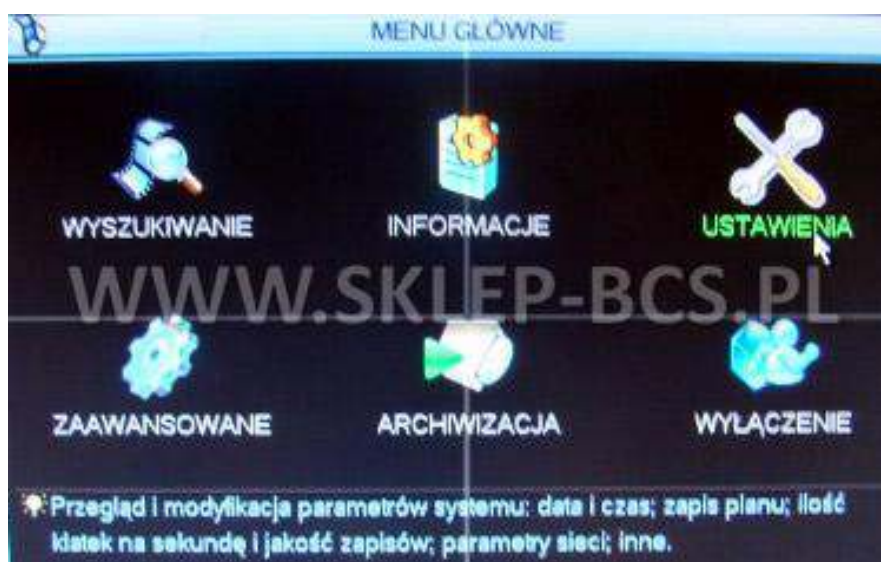 MENU GŁÓWNE
WYSZUKIWANIE
INFORMACJE
USTAWIENIA
WWW.SKLEP-BCS.PL
ZAAWANSOWANE
ARCHIWIZACJA
WYŁĄCZENIE
Przegląd i modyfikacja parametrów systemu: data i czas; zapis planu; ilość
klatek na sekundę i jakość zapisów; parametry sieci; inne.